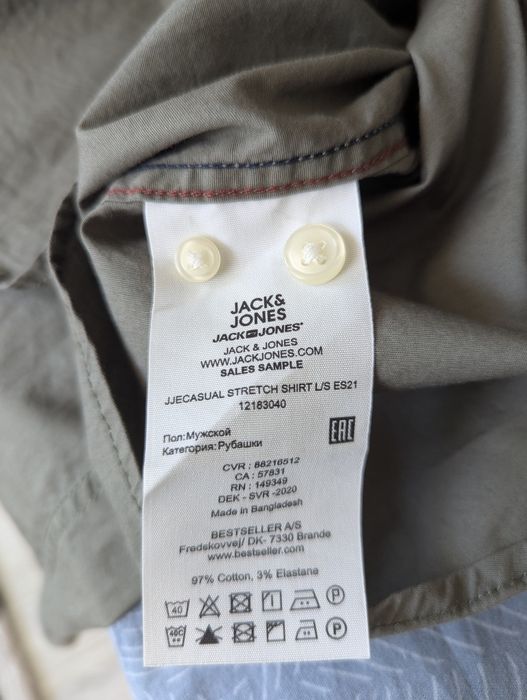 JACK&
JONES
JACK JONES®
JACK & JONES
WWW.JACKJONES.COM
SALES SAMPLE
JJECASUAL STRETCH SHIRT L/S ES21
12183040
EAC
Пол:Мужской
Категория:Рубашки
CVR : 88216512
CA : 57831
RN : 149349
DEK - SVR -2020
Made in Bangladesh
BESTSELLER A/S
Fredskovvej/ DK- 7330 Brande
www.bestseller.com
97% Cotton, 3% Elastane
40 P
40C P